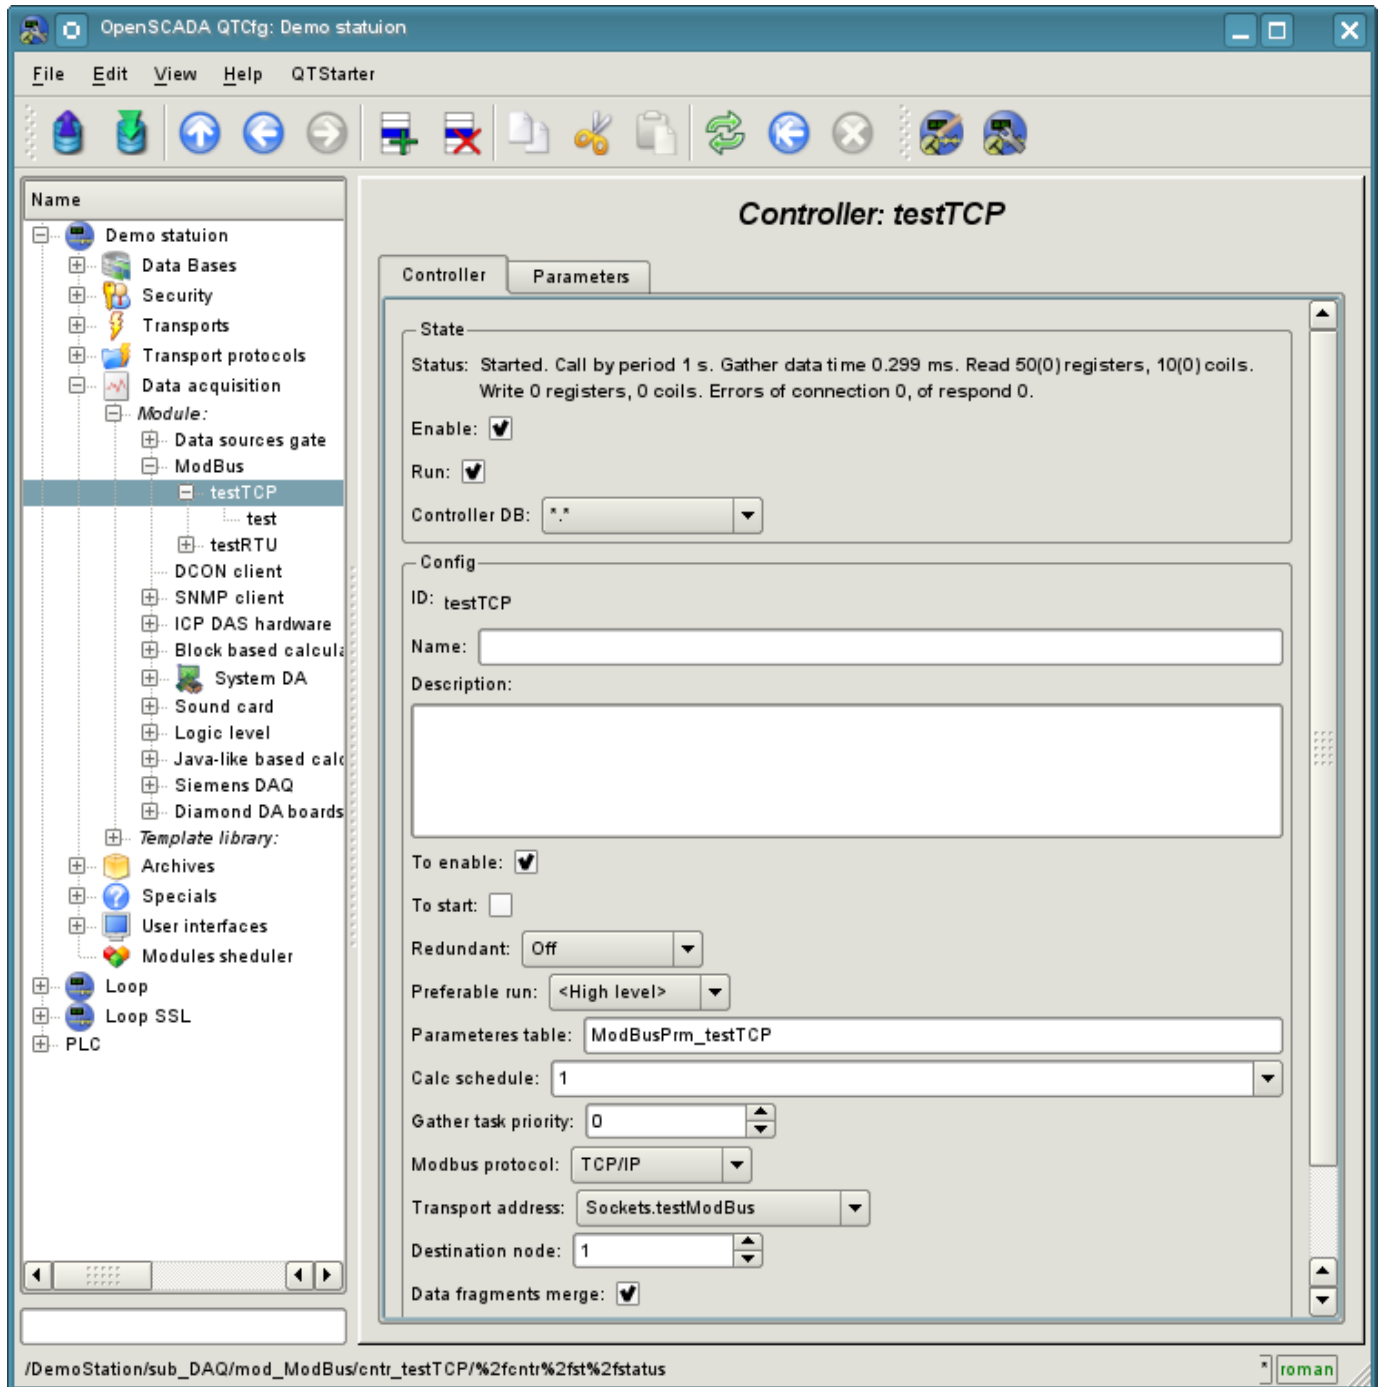 OpenSCADA QTCfg: Demo statuion
File Edit View Help QTStarter
Name
Demo statuion
Data Bases
Security
Transports
Transport protocols
Data acquisition
Module:
Data sources gate
ModBus
testTCP
test
testRTU
DCON client
SNMP client
ICP DAS hardware
Block based calcula
System DA
Sound card
Logic level
Java-like based calc
Siemens DAQ
Diamond DA boards
Template library:
Archives
Specials
User interfaces
Modules sheduler
Loop
Loop SSL
PLC
Controller: testTCP
Controller Parameters
State
Status: Started. Call by period 1 s. Gather data time 0.299 ms. Read 50(0) registers, 10(0) coils.
Write 0 registers, 0 coils. Errors of connection 0, of respond 0.
Enable:
Run:
Controller DB: *.*
Config
ID: testTCP
Name:
Description:
To enable:
To start:
Redundant: Off
Preferable run: <High level>
Parameteres table: ModBusPrm_testTCP
Calc schedule: 1
Gather task priority: 0
Modbus protocol: TCP/IP
Transport address: Sockets.testModBus
Destination node: 1
Data fragments merge:
/DemoStation/sub_DAQ/mod_ModBus/cntr_testTCP/%2fcntr%2fst%2fstatus
* roman